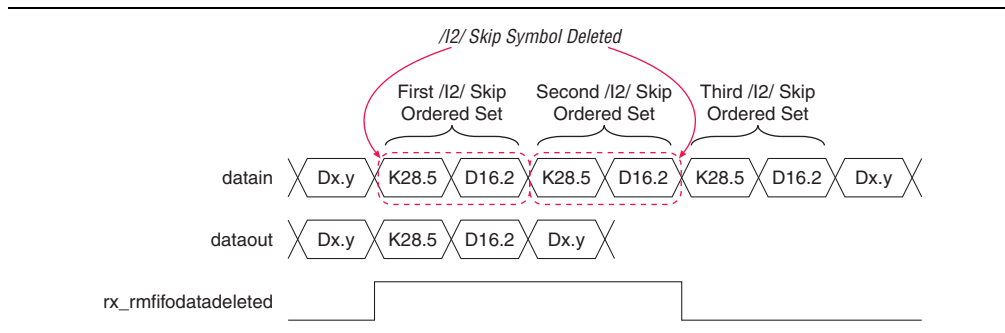 /I2/ Skip Symbol Deleted
First /I2/ Skip Ordered Set
Second /I2/ Skip Ordered Set
Third /I2/ Skip Ordered Set
datain Dx.y K28.5 D16.2 K28.5 D16.2 K28.5 D16.2 Dx.y
dataout Dx.y K28.5 D16.2 Dx.y
rx_rmfifodatadeleted